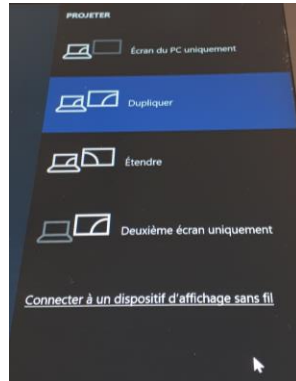 PROJETER
Écran du PC uniquement
Dupliquer
Étendre
Deuxième écran uniquement
Connecter à un dispositif d'affichage sans fil